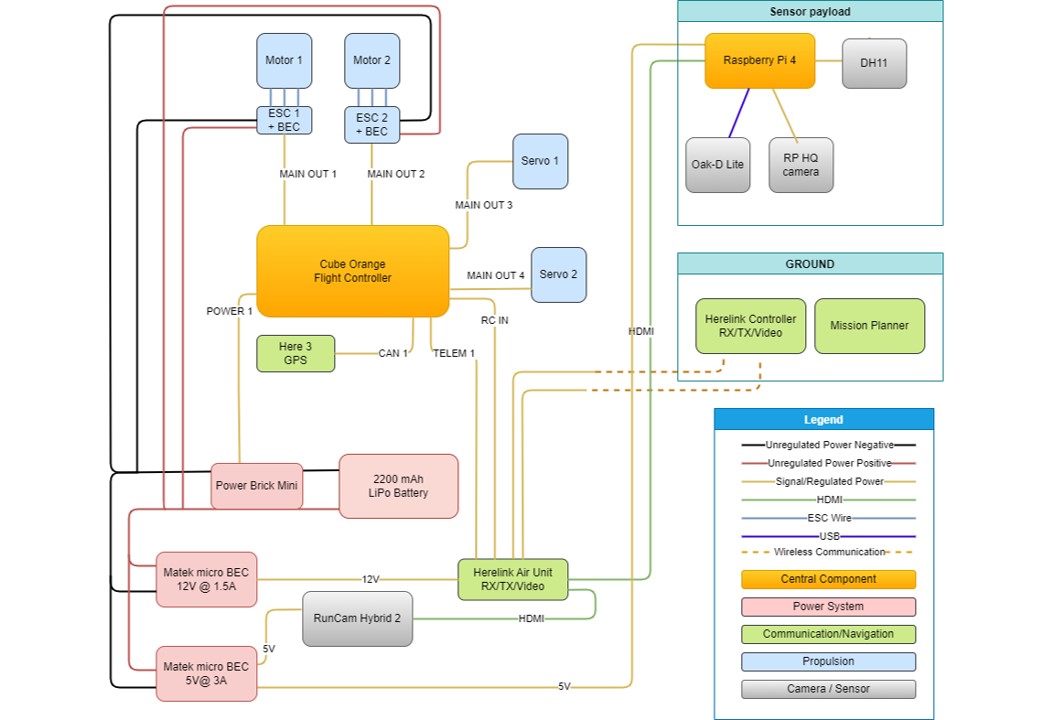 Sensor payload
Motor 1
Motor 2
Raspberry Pi 4
DH11
ESC 1
+ BEC
ESC 2
+ BEC
Oak-D Lite
RP HQ
camera
Servo 1
MAIN OUT 1
MAIN OUT 2
MAIN OUT 3
Cube Orange
Flight Controller
MAIN OUT 4
Servo 2
GROUND
POWER 1
RC IN
HDMI
Herelink Controller
RX/TX/Video
Mission Planner
Here 3
GPS
CAN 1
TELEM 1
Legend
Unregulated Power Negative
Unregulated Power Positive
Signal/Regulated Power
HDMI
ESC Wire
USB
Wireless Communication
Central Component
Power System
Communication/Navigation
Propulsion
Camera / Sensor
Power Brick Mini
2200 mAh
LiPo Battery
Matek micro BEC
12V @ 1.5A
12V
Herelink Air Unit
RX/TX/Video
RunCam Hybrid 2
HDMI
5V
Matek micro BEC
5V@ 3A
5V